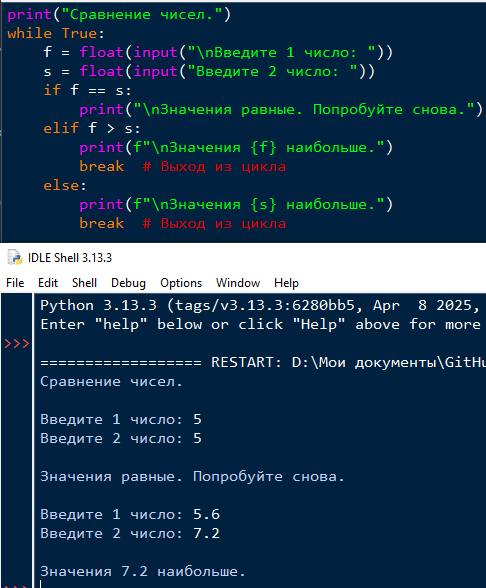 print("Сравнение чисел.")
while True:
    f = float(input("\nВведите 1 число: "))
    s = float(input("Введите 2 число: "))
    if f == s:
        print("\nЗначения равные. Попробуйте снова.")
    elif f > s:
        print(f"\nЗначения {f} наибольше.")
        break  # Выход из цикла
    else:
        print(f"\nЗначения {s} наибольше.")
        break  # Выход из цикла
IDLE Shell 3.13.3
File Edit Shell Debug Options Window Help
Python 3.13.3 (tags/v3.13.3:6280bb5, Apr  8 2025,
Enter "help" below or click "Help" above for more
>>>
================== RESTART: D:\Мои документы\GitHu
Сравнение чисел.
Введите 1 число: 5
Введите 2 число: 5
Значения равные. Попробуйте снова.
Введите 1 число: 5.6
Введите 2 число: 7.2
Значения 7.2 наибольше.
>>>